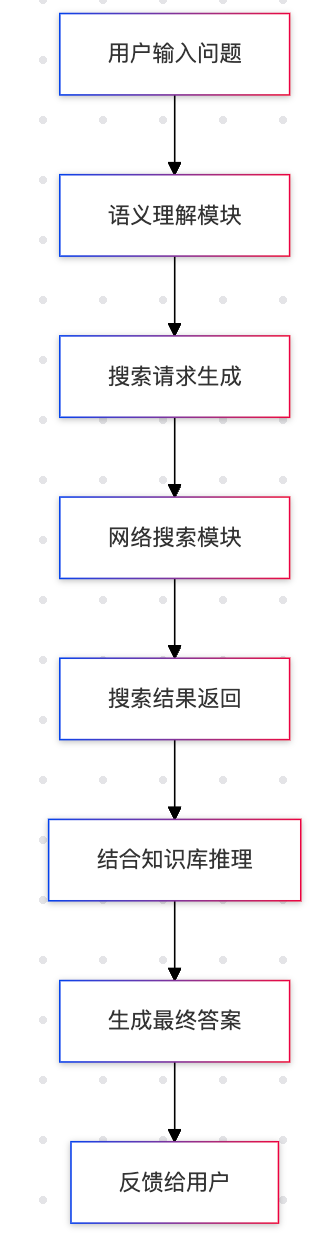 用户输入问题
语义理解模块
搜索请求生成
网络搜索模块
搜索结果返回
结合知识库推理
生成最终答案
反馈给用户